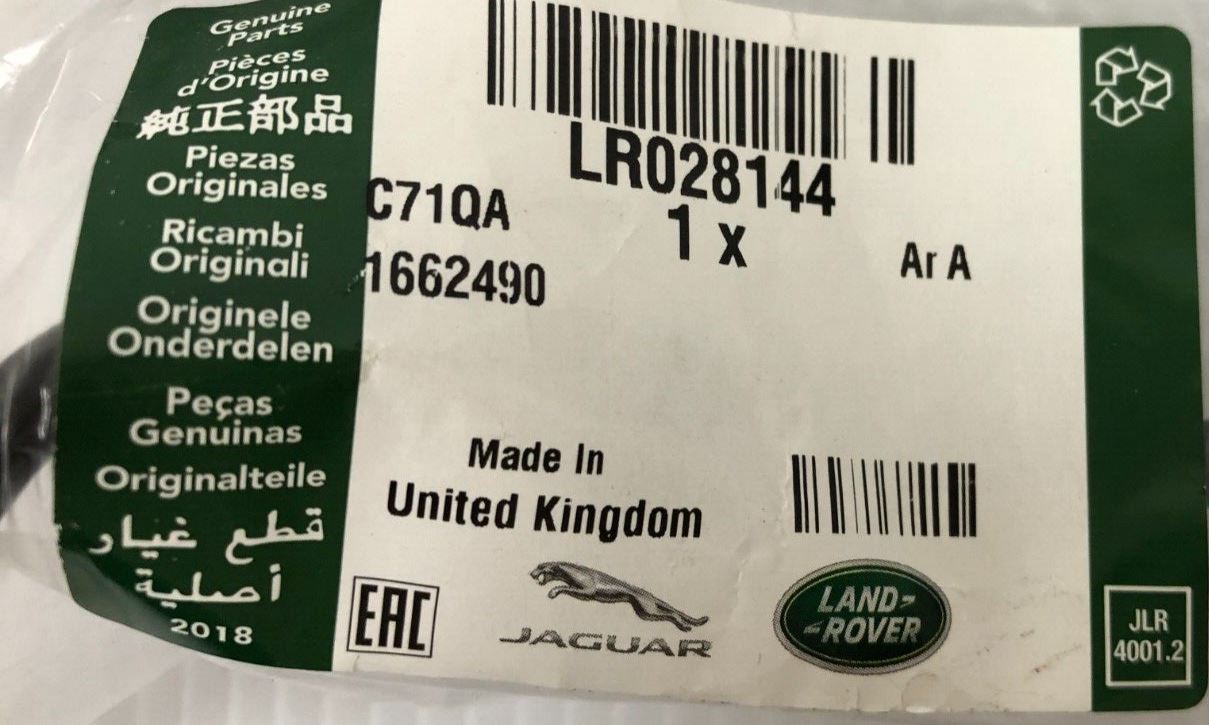 Genuine
Parts
Pièces
d'Origine
純正部品
Piezas
Originales
Ricambi
Originali
Originele
Onderdelen
Peças
Genuinas
Originalteile
قطع غيار
أصلية
2018
LR028144
C71QA
1 x
Ar A
1662490
Made In
United Kingdom
EAC
JAGUAR
LAND-
-ROVER
JLR
4001.2